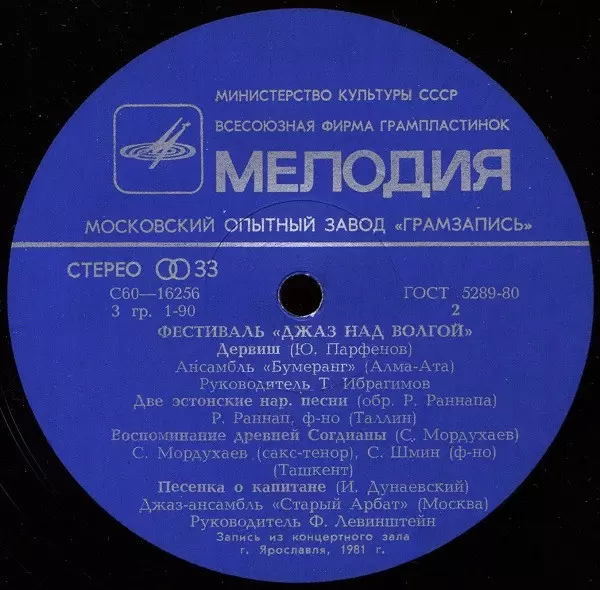 МИНИСТЕРСТВО КУЛЬТУРЫ СССР
ВСЕСОЮЗНАЯ ФИРМА ГРАМПЛАСТИНОК
МЕЛОДИЯ
МОСКОВСКИЙ ОПЫТНЫЙ ЗАВОД «ГРАМЗАПИСЬ»
СТЕРЕО 33
С60—16256 ГОСТ 5289-80
3 гр. 1-90 2
ФЕСТИВАЛЬ «ДЖАЗ НАД ВОЛГОЙ»
Дервиш (Ю. Парфенов)
Ансамбль «Бумеранг» (Алма-Ата)
Руководитель Т. Ибрагимов
Две эстонские нар. песни (обр. Р. Раннапа)
Р. Раннап, ф-но (Таллин)
Воспоминание древней Согдианы (С. Мордухаев)
С. Мордухаев (сакс-тенор), С. Шмин (ф-но)
(Ташкент)
Песенка о капитане (И. Дунаевский)
Джаз-ансамбль «Старый Арбат» (Москва)
Руководитель Ф. Левинштейн
Запись из концертного зала
г. Ярославля, 1981 г.